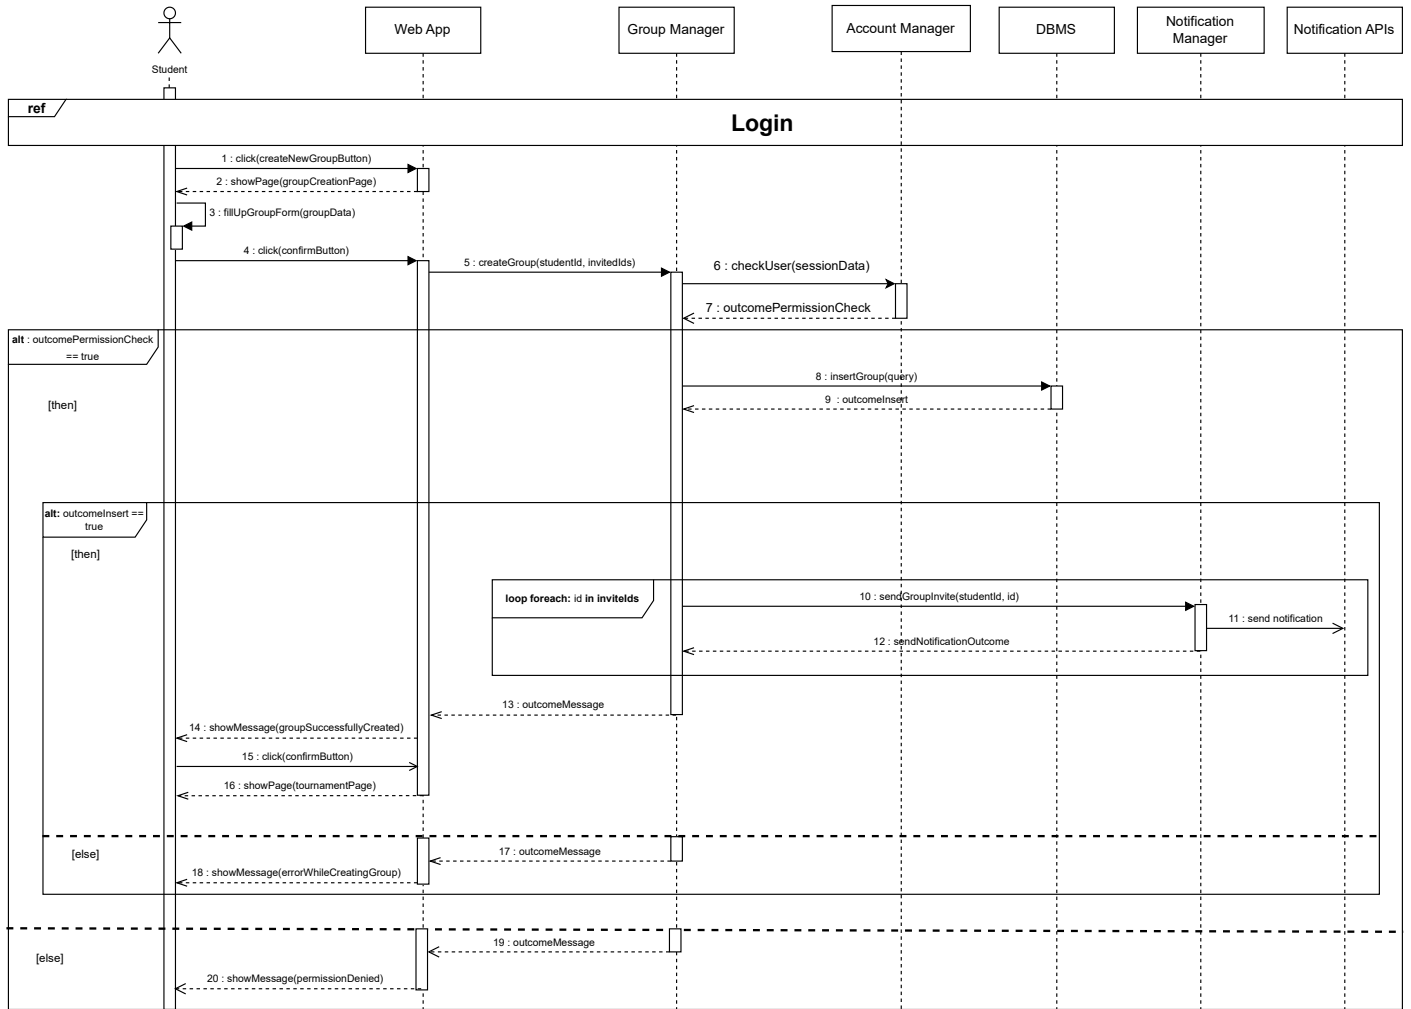 Student
Web App
Group Manager
Account Manager
DBMS
Notification
Manager
Notification APIs
ref
Login
1 : click(createNewGroupButton)
2 : showPage(groupCreationPage)
3 : fillUpGroupForm(groupData)
4 : click(confirmButton)
5 : createGroup(studentId, invitedIds)
6 : checkUser(sessionData)
7 : outcomePermissionCheck
alt : outcomePermissionCheck
== true
8 : insertGroup(query)
[then]
9 : outcomeInsert
alt: outcomeInsert ==
true
[then]
loop foreach: id in inviteIds
10 : sendGroupInvite(studentId, id)
11 : send notification
12 : sendNotificationOutcome
13 : outcomeMessage
14 : showMessage(groupSuccessfullyCreated)
15 : click(confirmButton)
16 : showPage(tournamentPage)
[else]
17 : outcomeMessage
18 : showMessage(errorWhileCreatingGroup)
19 : outcomeMessage
[else]
20 : showMessage(permissionDenied)